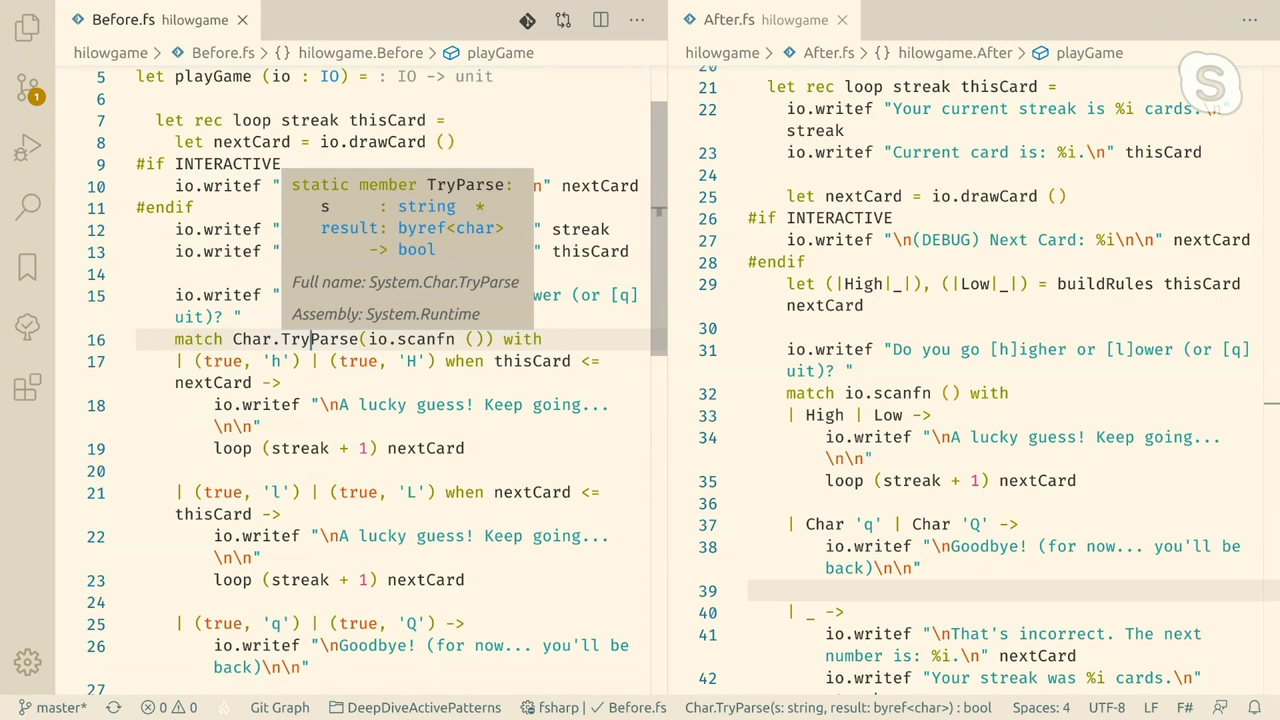 Before.fs hilowgame
hilowgame > Before.fs > {} hilowgame.Before > playGame
5 let playGame (io : IO) = : IO -> unit
6
7 let rec loop streak thisCard =
8 let nextCard = io.drawCard ()
9 #if INTERACTIVE
10 io.writef " n" nextCard
11 #endif
12 io.writef " " streak
13 io.writef " " thisCard
14
15 io.writef " wer (or [q]
uit)? "
16 match Char.TryParse(io.scanfn ()) with
17 | (true, 'h') | (true, 'H') when thisCard <=
nextCard ->
18 io.writef "\nA lucky guess! Keep going...
\n\n"
19 loop (streak + 1) nextCard
20
21 | (true, 'l') | (true, 'L') when nextCard <=
thisCard ->
22 io.writef "\nA lucky guess! Keep going...
\n\n"
23 loop (streak + 1) nextCard
24
25 | (true, 'q') | (true, 'Q') ->
26 io.writef "\nGoodbye! (for now... you'll be
back)\n\n"
27
static member TryParse:
s : string *
result: byref<char>
-> bool
Full name: System.Char.TryParse
Assembly: System.Runtime
After.fs hilowgame
hilowgame > After.fs > {} hilowgame.After > playGame
20
21 let rec loop streak thisCard =
22 io.writef "Your current streak is %i cards.\n"
streak
23 io.writef "Current card is: %i.\n" thisCard
24
25 let nextCard = io.drawCard ()
26 #if INTERACTIVE
27 io.writef "\n(DEBUG) Next Card: %i\n\n" nextCard
28 #endif
29 let (|High|_|), (|Low|_|) = buildRules thisCard
nextCard
30
31 io.writef "Do you go [h]igher or [l]ower (or [q]
uit)? "
32 match io.scanfn () with
33 | High | Low ->
34 io.writef "\nA lucky guess! Keep going...
\n\n"
35 loop (streak + 1) nextCard
36
37 | Char 'q' | Char 'Q' ->
38 io.writef "\nGoodbye! (for now... you'll be
back)\n\n"
39
40 | _ ->
41 io.writef "\nThat's incorrect. The next
number is: %i.\n" nextCard
42 io.writef "Your streak was %i cards.\n"
S
1
master* 0 0 Git Graph DeepDiveActivePatterns fsharp | ✓ Before.fs Char.TryParse(s: string, result: byref<char>) : bool Spaces: 4 UTF-8 LF F#